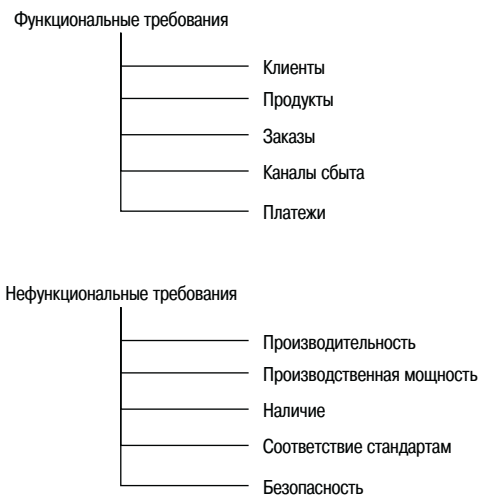 Функциональные требования
Клиенты
Продукты
Заказы
Каналы сбыта
Платежи
Нефункциональные требования
Производительность
Производственная мощность
Наличие
Соответствие стандартам
Безопасность